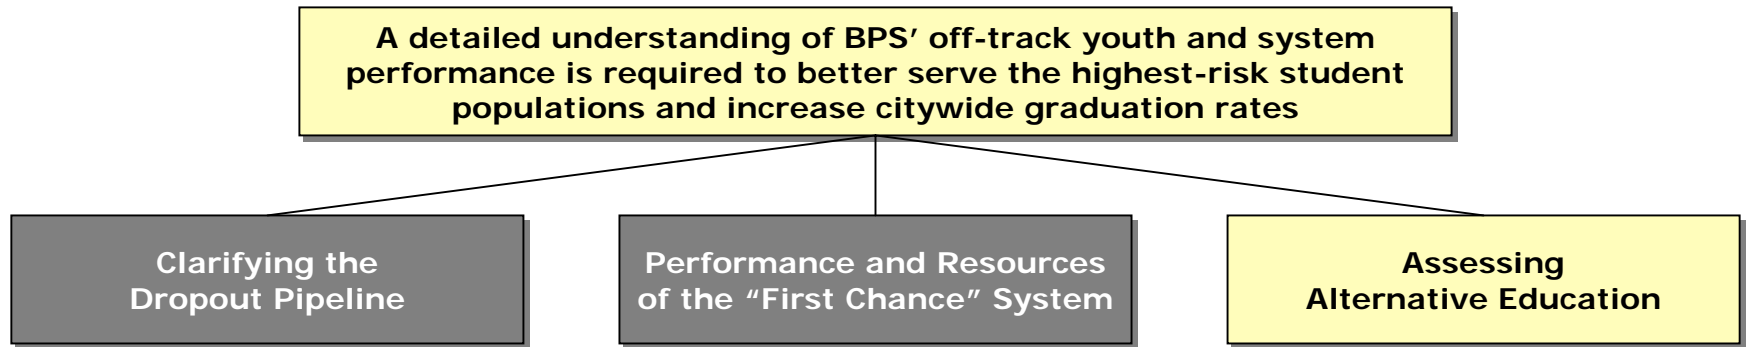 A detailed understanding of BPS’ off-track youth and system
performance is required to better serve the highest-risk student
populations and increase citywide graduation rates
Clarifying the
Dropout Pipeline
Performance and Resources
of the “First Chance” System
Assessing
Alternative Education